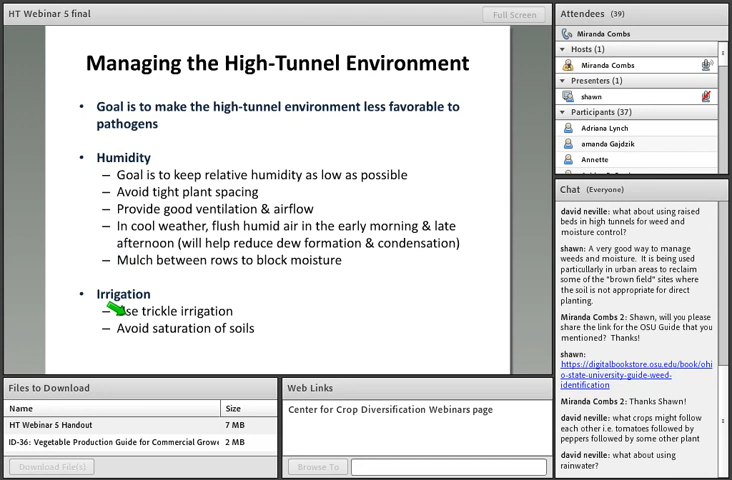 HT Webinar 5 final
Full Screen
Managing the High-Tunnel Environment
• Goal is to make the high-tunnel environment less favorable to
pathogens
• Humidity
– Goal is to keep relative humidity as low as possible
– Avoid tight plant spacing
– Provide good ventilation & airflow
– In cool weather, flush humid air in the early morning & late
afternoon (will help reduce dew formation & condensation)
– Mulch between rows to block moisture
• Irrigation
– Use trickle irrigation
– Avoid saturation of soils
Files to Download
Name Size
HT Webinar 5 Handout 7 MB
ID-36: Vegetable Production Guide for Commercial Growe 2 MB
Download File(s)
Web Links
Center for Crop Diversification Webinars page
Browse To
Attendees (39)
Miranda Combs
Hosts (1)
Miranda Combs
Presenters (1)
shawn
Participants (37)
Adriana Lynch
amanda Gajdzik
Annette
Chat (Everyone)
david neville: what about using raised
beds in high tunnels for weed and
moisture control?
shawn: A very good way to manage
weeds and moisture. It is being used
particularly in urban areas to reclaim
some of the "brown field" sites where
the soil is not appropriate for direct
planting.
Miranda Combs 2: Shawn, will you please
share the link for the OSU Guide that you
mentioned? Thanks!
shawn:
https://digitalbookstore.osu.edu/book/ohi
o-state-university-guide-weed-
identification
Miranda Combs 2: Thanks Shawn!
david neville: what crops might follow
each other i.e. tomatoes followed by
peppers followed by some other plant
david neville: what about using
rainwater?